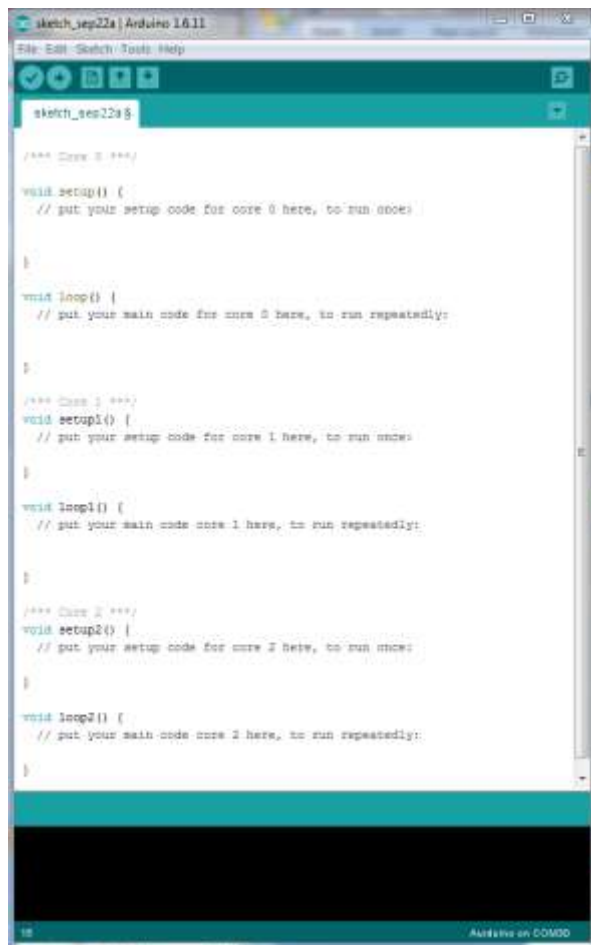 sketch_sep22a | Arduino 1.6.11
File Edit Sketch Tools Help
sketch_sep22a §
/*** Core 0 ***/
void setup() {
// put your setup code for core 0 here, to run once:
}
void loop() {
// put your main code for core 0 here, to run repeatedly:
}
/*** Core 1 ***/
void setup1() {
// put your setup code for core 1 here, to run once:
}
void loop1() {
// put your main code core 1 here, to run repeatedly:
}
/*** Core 2 ***/
void setup2() {
// put your setup code for core 2 here, to run once:
}
void loop2() {
// put your main code core 2 here, to run repeatedly:
}
on